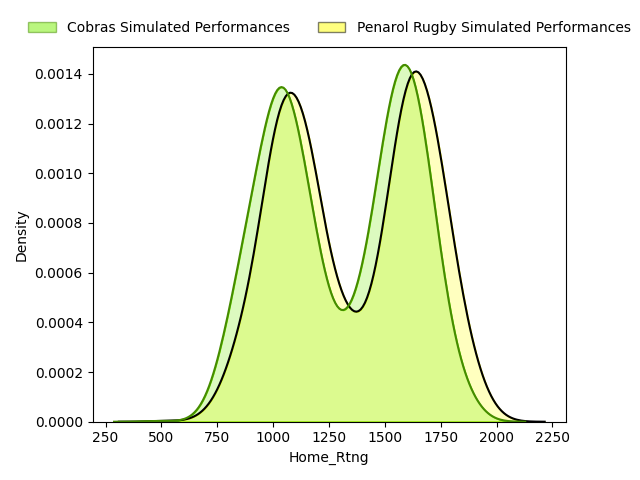 Cobras Simulated Performances
Penarol Rugby Simulated Performances
0.0014
0.0012
0.0010
0.0008
0.0006
0.0004
0.0002
0.0000
Density
250 500 750 1000 1250 1500 1750 2000 2250
Home_Rtng